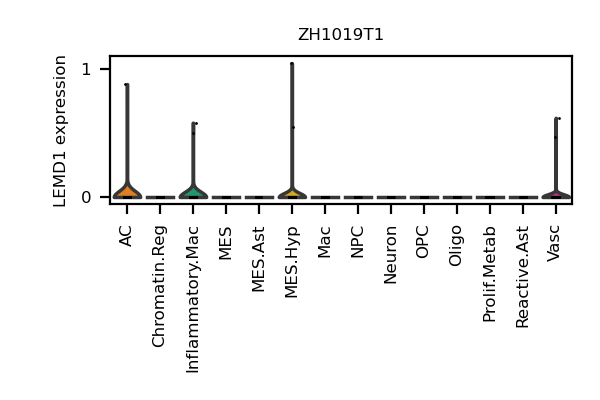 ZH1019T1
LEMD1 expression
1
0
AC
Chromatin.Reg
Inflammatory.Mac
MES
MES.Ast
MES.Hyp
Mac
NPC
Neuron
OPC
Oligo
Prolif.Metab
Reactive.Ast
Vasc